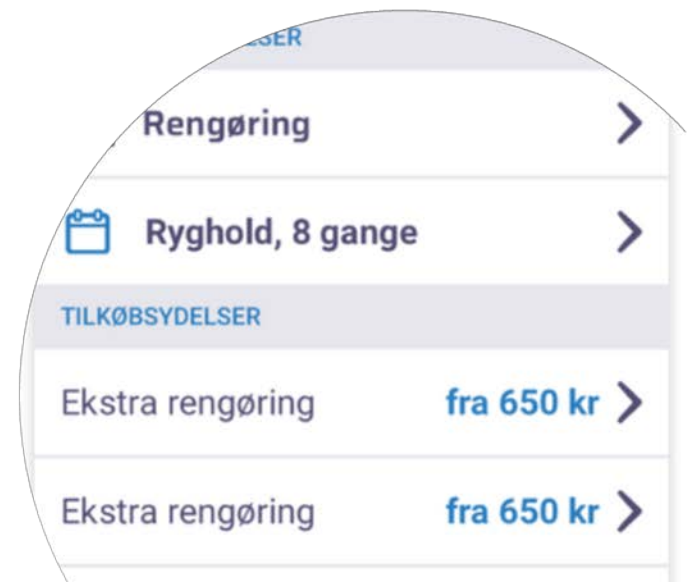 Rengøring
Ryghold, 8 gange
TILKØBSYDELSER
Ekstra rengøring fra 650 kr
Ekstra rengøring fra 650 kr